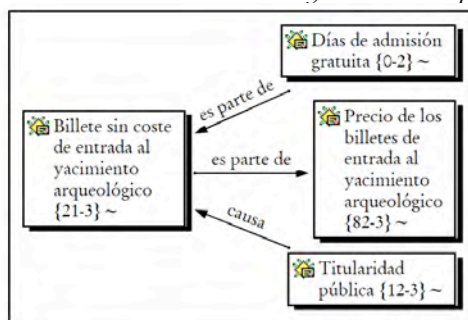 Días de admisión
gratuita {0-2} ~
es parte de
Billete sin coste
de entrada al
yacimiento
arqueológico
{21-3} ~
es parte de
Precio de los
billetes de
entrada al
yacimiento
arqueológico
{82-3} ~
causa
Titularidad
pública {12-3} ~